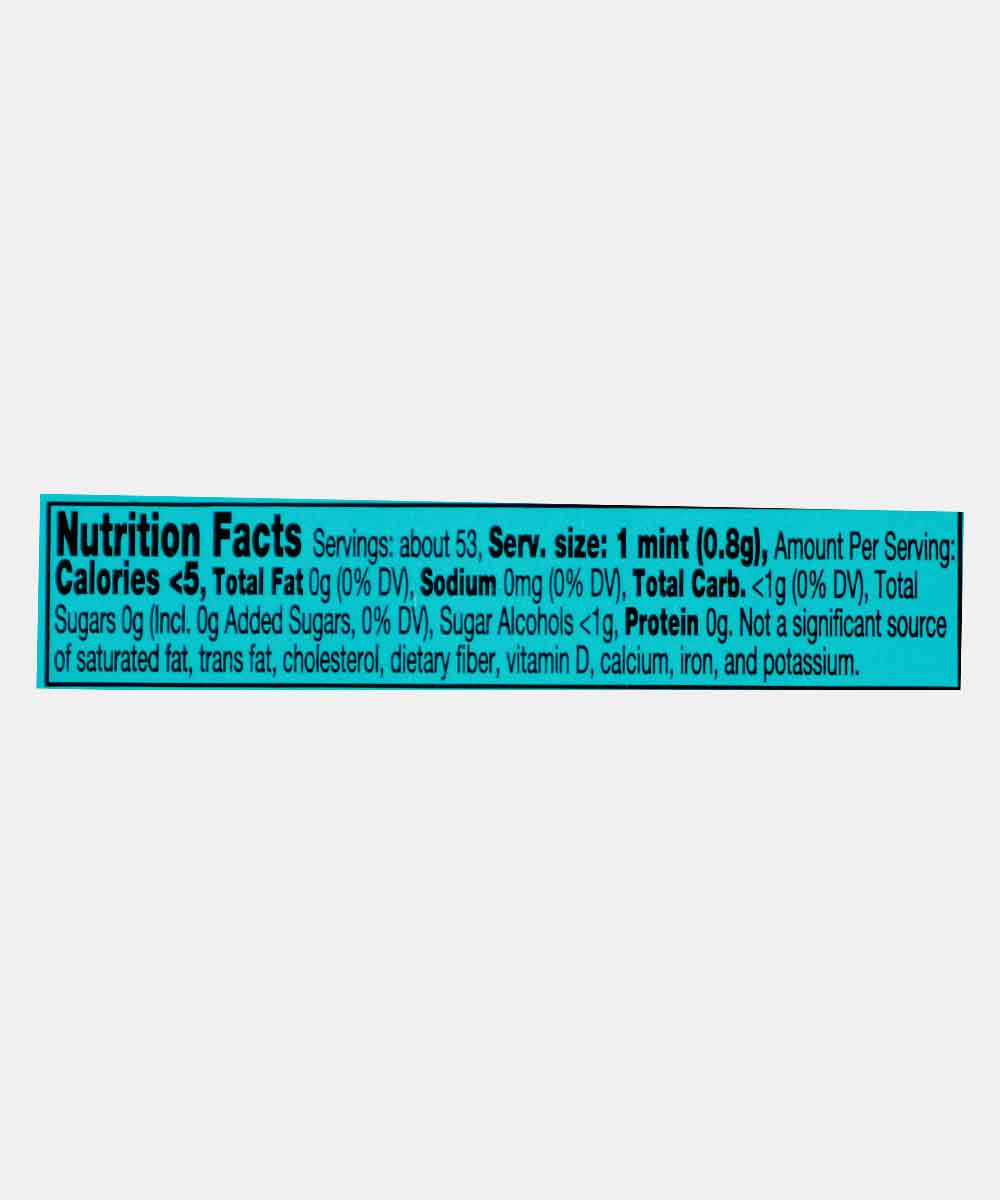 Nutrition Facts Servings: about 53, Serv. size: 1 mint (0.8g), Amount Per Serving:
Calories <5, Total Fat 0g (0% DV), Sodium 0mg (0% DV), Total Carb. <1g (0% DV), Total
Sugars 0g (Incl. 0g Added Sugars, 0% DV), Sugar Alcohols <1g, Protein 0g. Not a significant source
of saturated fat, trans fat, cholesterol, dietary fiber, vitamin D, calcium, iron, and potassium.